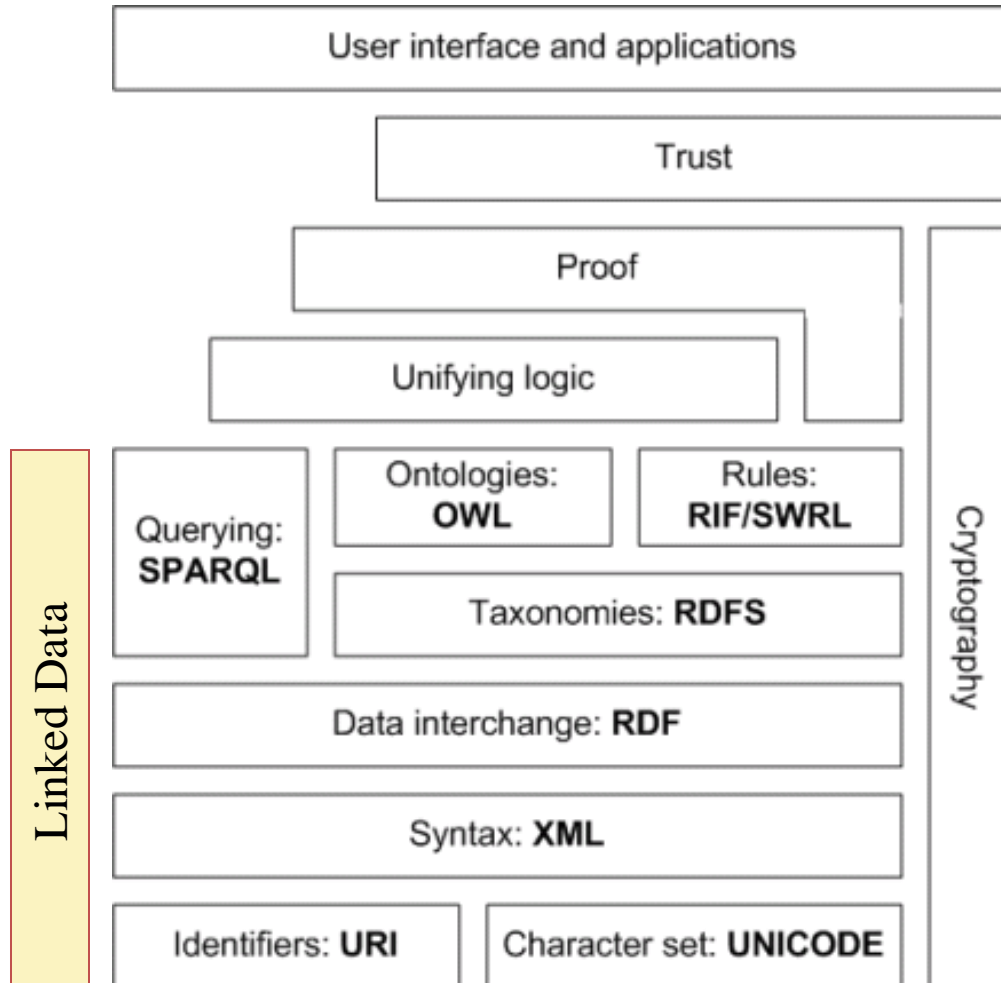 User interface and applications
Trust
Proof
Unifying logic
Ontologies:
OWL
Rules:
RIF/SWRL
Querying:
SPARQL
Taxonomies: RDFS
Data interchange: RDF
Syntax: XML
Identifiers: URI
Character set: UNICODE
Cryptography
Linked Data